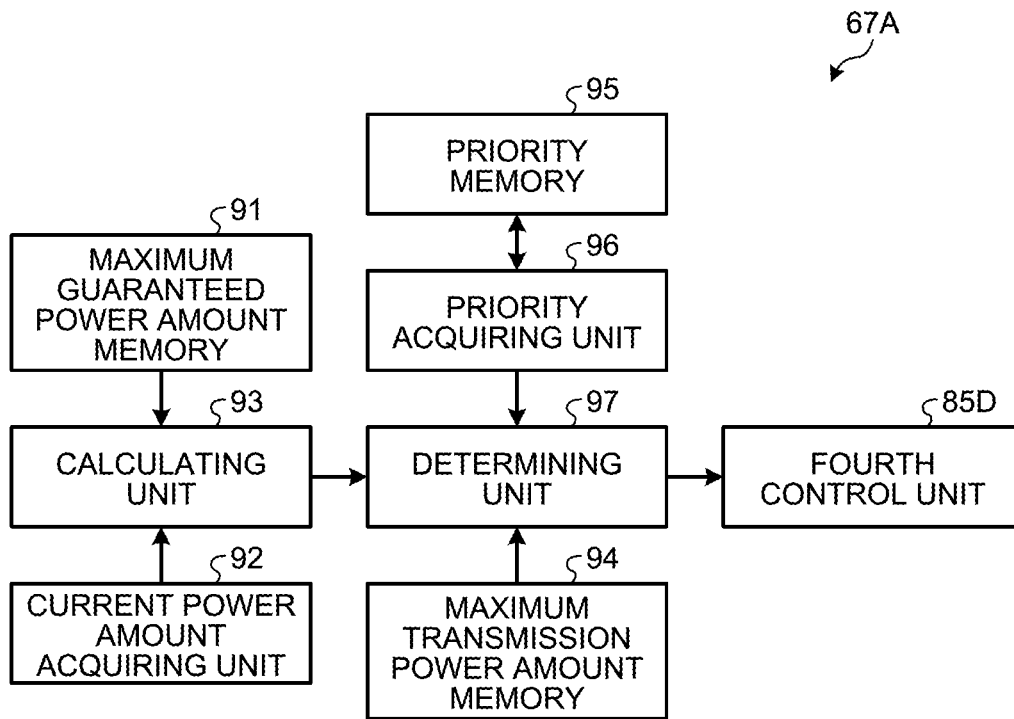 67A
95
PRIORITY
MEMORY
91
MAXIMUM
GUARANTEED
POWER AMOUNT
MEMORY
96
PRIORITY
ACQUIRING UNIT
93
CALCULATING
UNIT
97
DETERMINING
UNIT
85D
FOURTH
CONTROL UNIT
92
CURRENT POWER
AMOUNT
ACQUIRING UNIT
94
MAXIMUM
TRANSMISSION
POWER AMOUNT
MEMORY